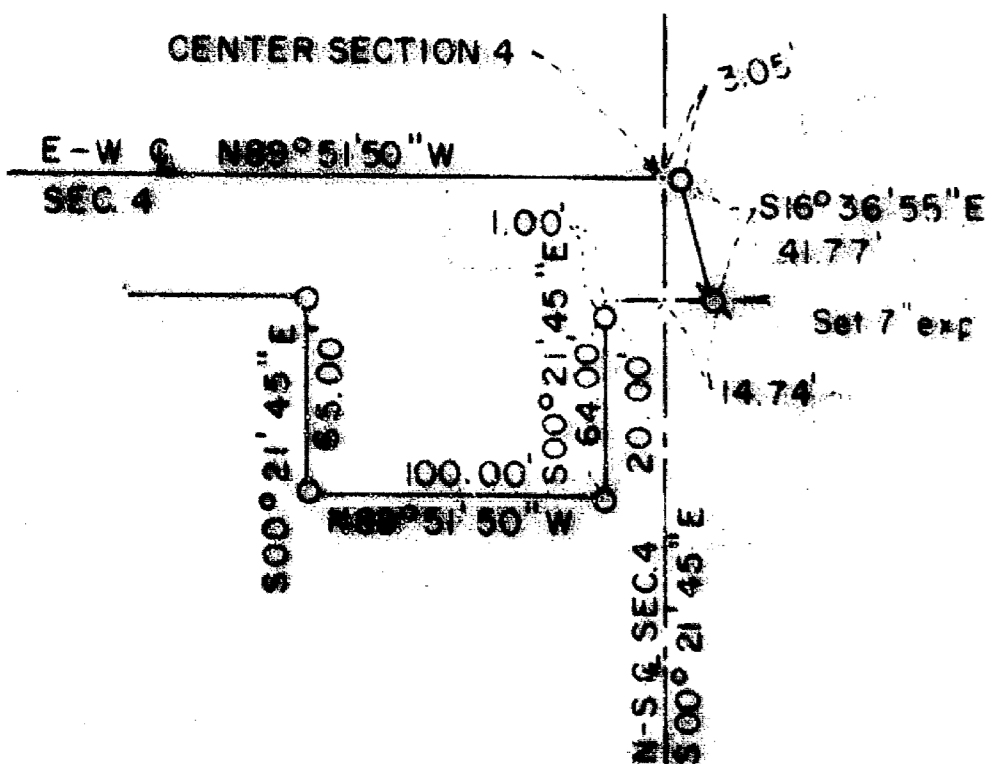 CENTER SECTION 4
3.05'
E-W ℄ N89°51'50"W
SEC. 4
S16°36'55"E
41.77'
1.00'
Set 7" exp
S00°21'45"E
65.00'
S00°21'45"E
64.00'
20.00'
14.74'
100.00'
N89°51'50"W
N-S ℄ SEC. 4
S00°21'45"E